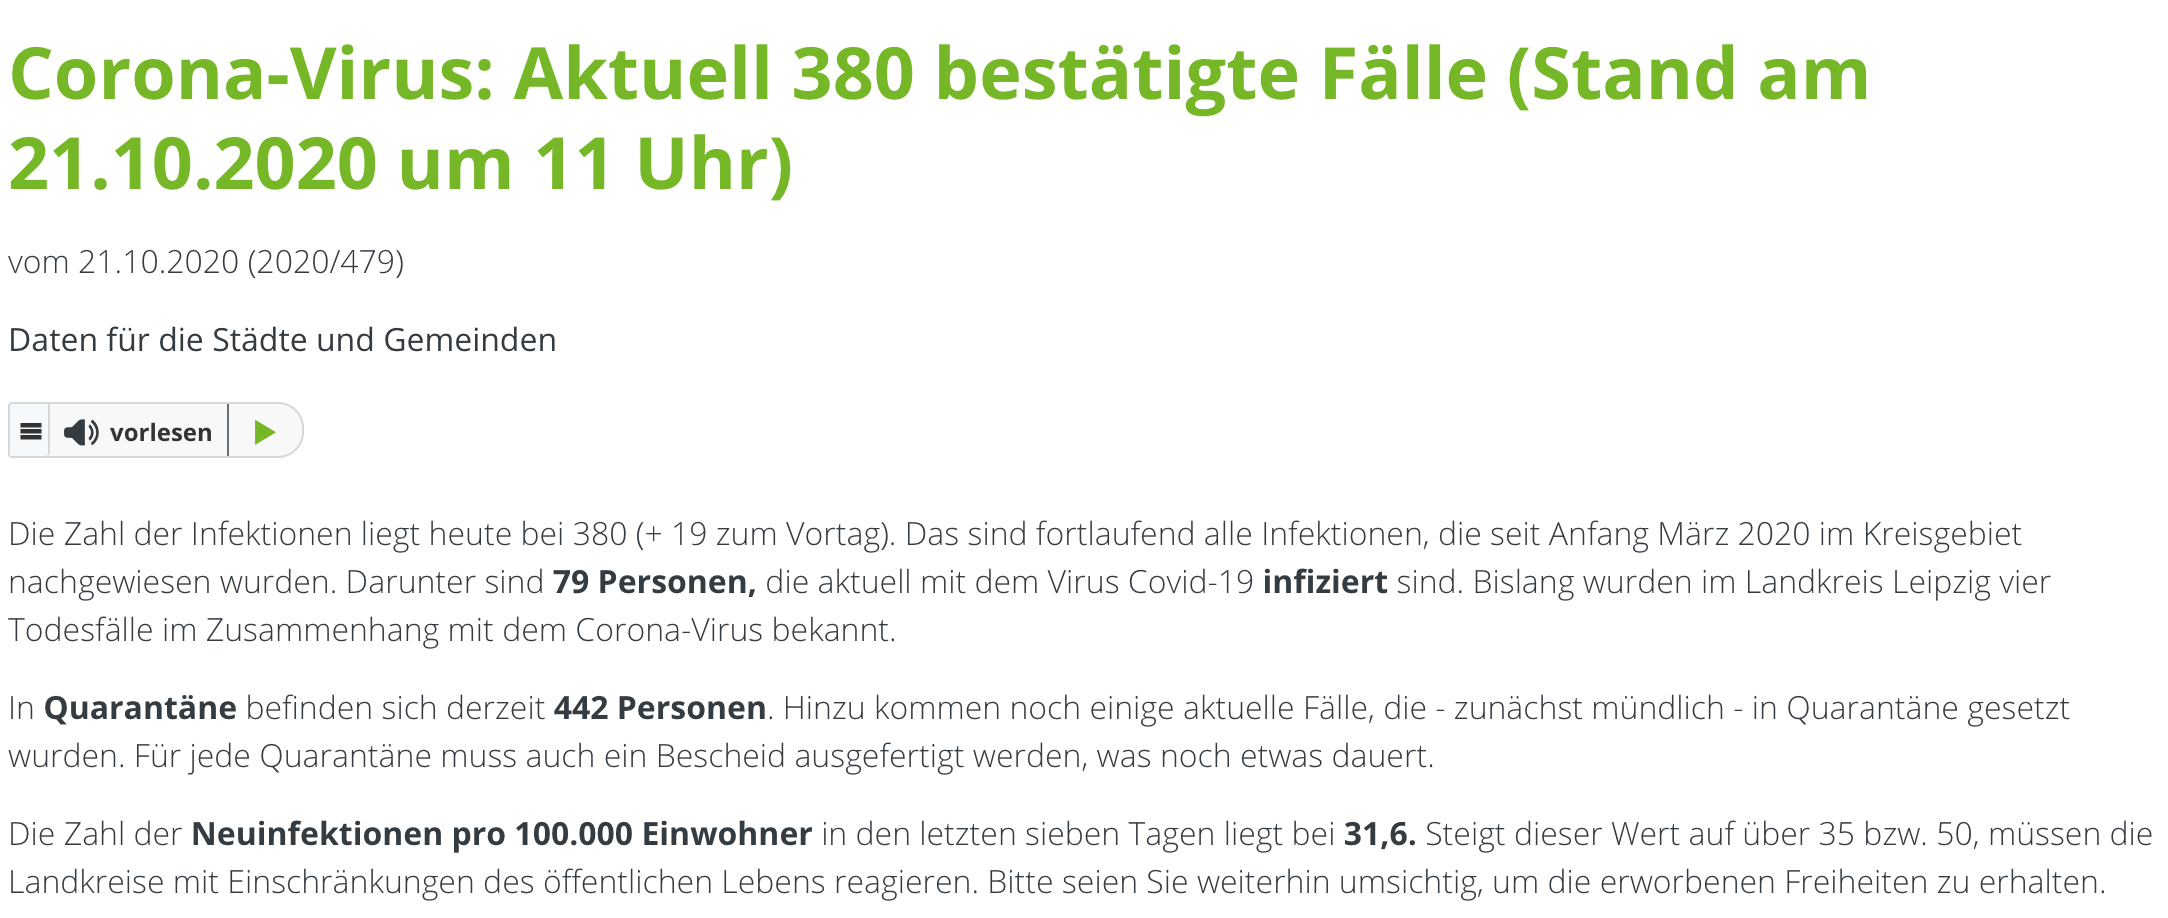 Corona-Virus: Aktuell 380 bestätigte Fälle (Stand am
21.10.2020 um 11 Uhr)
vom 21.10.2020 (2020/479)
Daten für die Städte und Gemeinden
vorlesen
Die Zahl der Infektionen liegt heute bei 380 (+ 19 zum Vortag). Das sind fortlaufend alle Infektionen, die seit Anfang März 2020 im Kreisgebiet
nachgewiesen wurden. Darunter sind 79 Personen, die aktuell mit dem Virus Covid-19 infiziert sind. Bislang wurden im Landkreis Leipzig vier
Todesfälle im Zusammenhang mit dem Corona-Virus bekannt.
In Quarantäne befinden sich derzeit 442 Personen. Hinzu kommen noch einige aktuelle Fälle, die - zunächst mündlich - in Quarantäne gesetzt
wurden. Für jede Quarantäne muss auch ein Bescheid ausgefertigt werden, was noch etwas dauert.
Die Zahl der Neuinfektionen pro 100.000 Einwohner in den letzten sieben Tagen liegt bei 31,6. Steigt dieser Wert auf über 35 bzw. 50, müssen die
Landkreise mit Einschränkungen des öffentlichen Lebens reagieren. Bitte seien Sie weiterhin umsichtig, um die erworbenen Freiheiten zu erhalten.